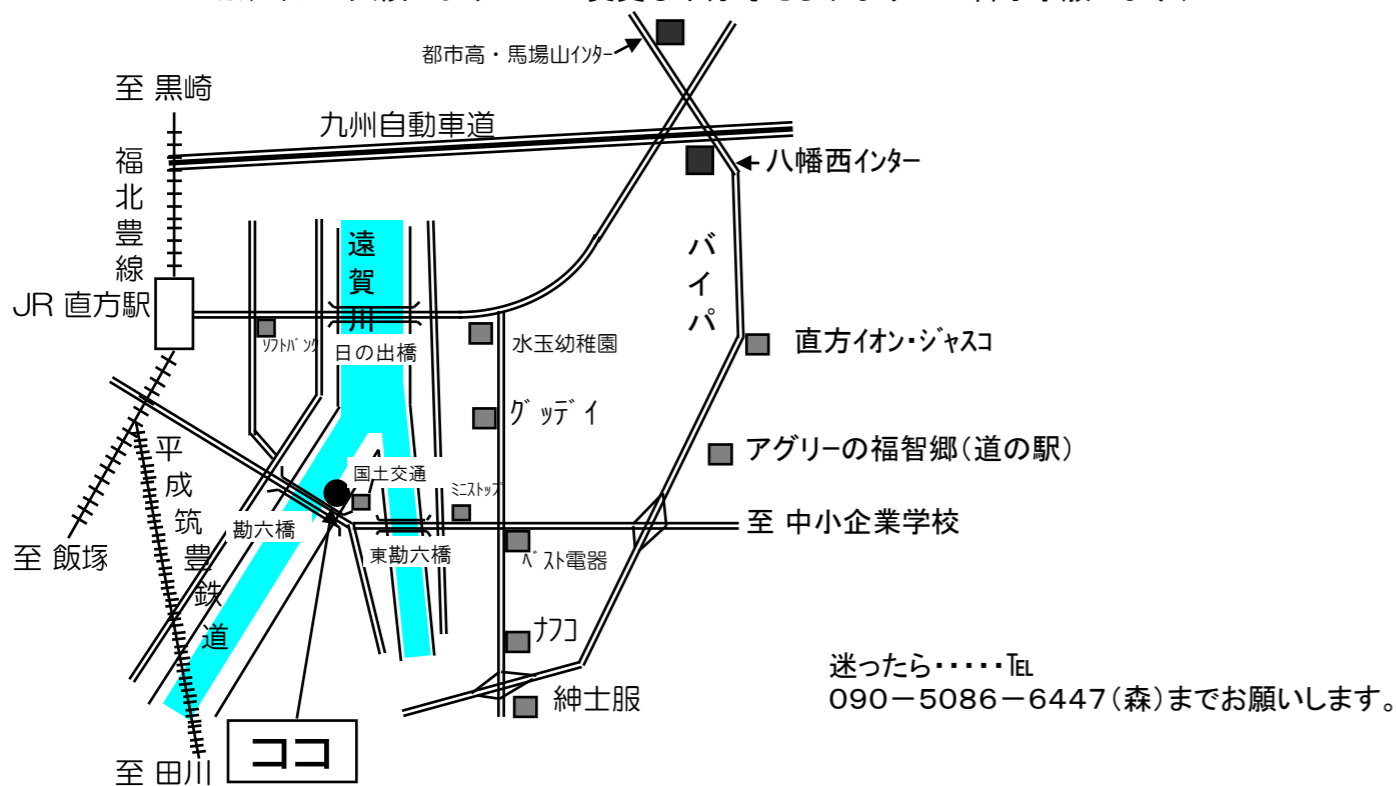 都市高・馬場山ｲﾝﾀｰ
至 黒崎
九州自動車道
八幡西ｲﾝﾀｰ
福北豊線
遠賀川
バイパ
JR 直方駅
ｿﾌﾄﾊﾞﾝｸ
日の出橋
水玉幼稚園
直方イオン・ジャスコ
ｸﾞｯﾃﾞｲ
アグリーの福智郷(道の駅)
平成筑豊鉄道
国土交通
ﾐﾆｽﾄｯﾌﾟ
至 中小企業学校
勘六橋
東勘六橋
ﾍﾞｽﾄ電器
至 飯塚
ﾅﾌｺ
迷ったら・・・・・℡
090－5086－6447(森)までお願いします。
紳士服
ココ
至 田川